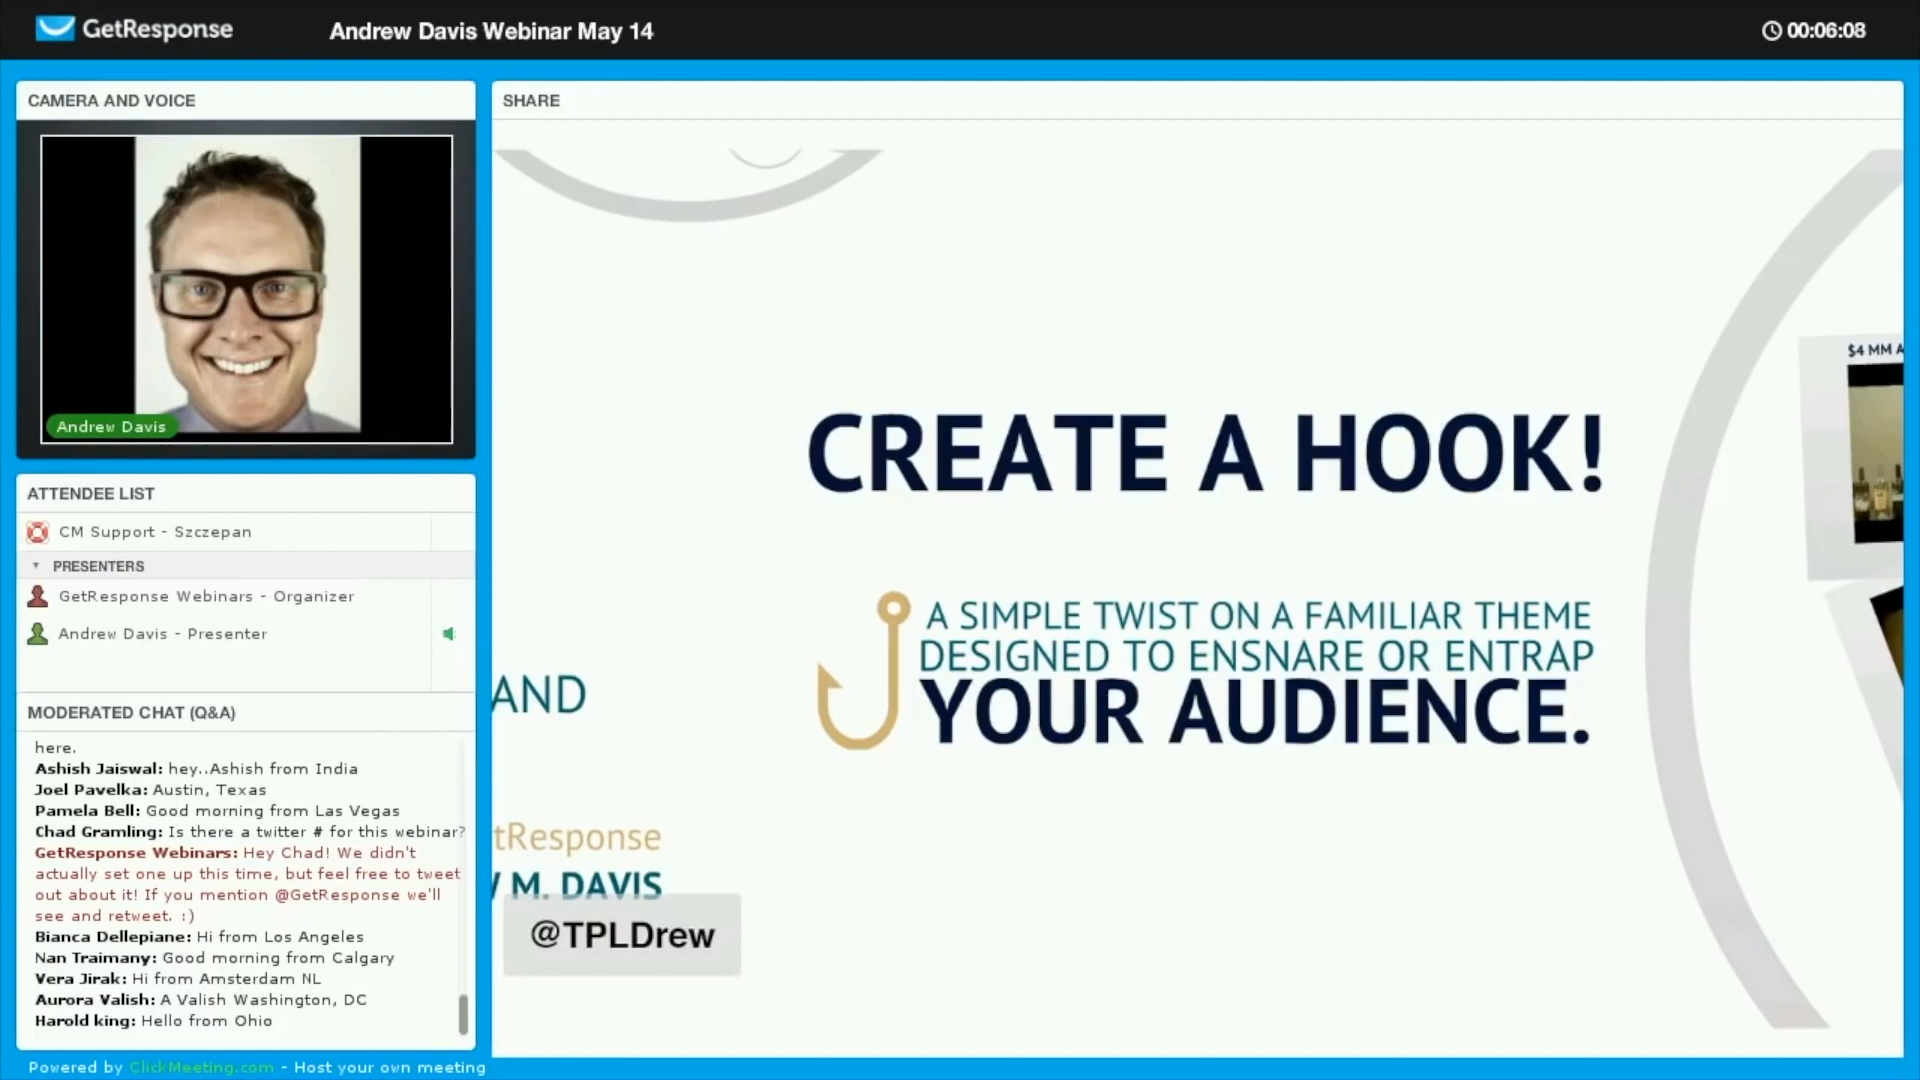 GetResponse
Andrew Davis Webinar May 14
00:06:08
CAMERA AND VOICE
Andrew Davis
ATTENDEE LIST
CM Support - Szczepan
PRESENTERS
GetResponse Webinars - Organizer
Andrew Davis - Presenter
MODERATED CHAT (Q&A)
here.
Ashish Jaiswal: hey..Ashish from India
Joel Pavelka: Austin, Texas
Pamela Bell: Good morning from Las Vegas
Chad Gramling: Is there a twitter # for this webinar?
GetResponse Webinars: Hey Chad! We didn't
actually set one up this time, but feel free to tweet
out about it! If you mention @GetResponse we'll
see and retweet. :)
Bianca Dellepiane: Hi from Los Angeles
Nan Traimany: Good morning from Calgary
Vera Jirak: Hi from Amsterdam NL
Aurora Valish: A Valish Washington, DC
Harold king: Hello from Ohio
Powered by ClickMeeting.com - Host your own meeting
SHARE
CREATE A HOOK!
A SIMPLE TWIST ON A FAMILIAR THEME
DESIGNED TO ENSNARE OR ENTRAP
YOUR AUDIENCE.
AND
tResponse
M. DAVIS
@TPLDrew
$4 MM A